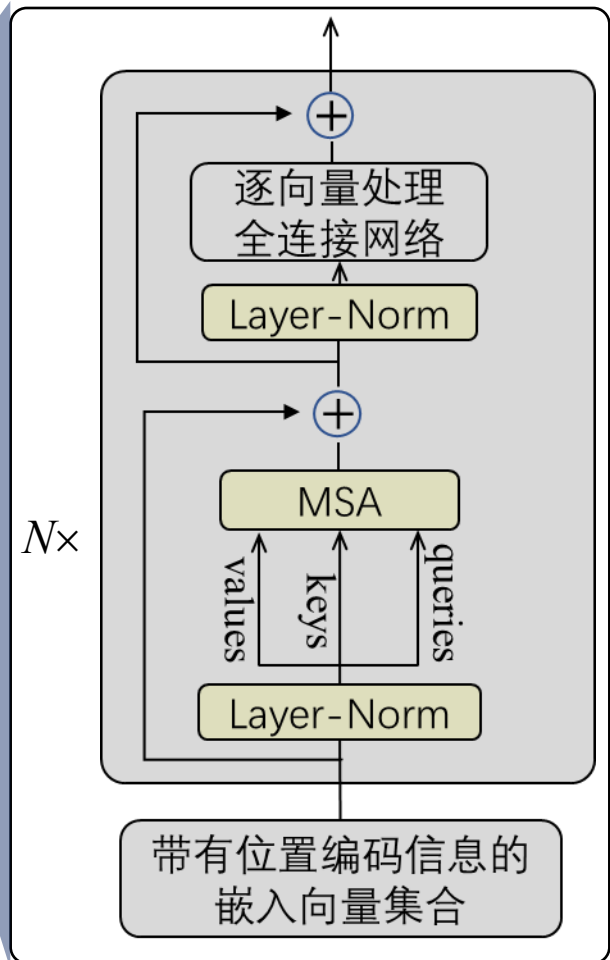 逐向量处理
全连接网络
Layer-Norm
MSA
N×
values
keys
queries
Layer-Norm
带有位置编码信息的
嵌入向量集合